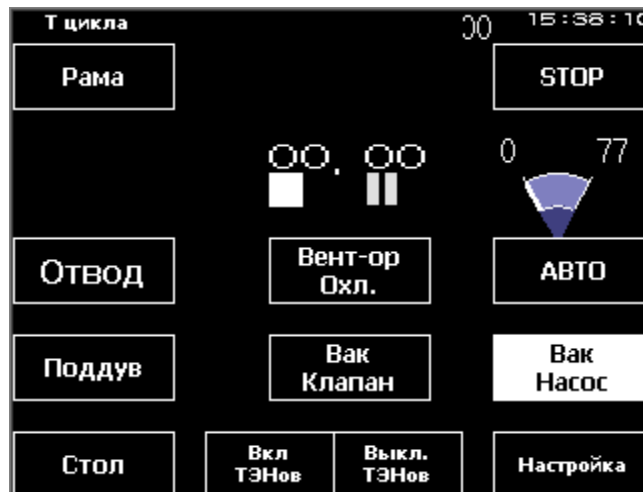 Т цикла
00 15:38:10
Рама
STOP
00. 00
0 77
Отвод
Вент-ор
Охл.
АВТО
Поддув
Вак
Клапан
Вак
Насос
Стол
Вкл
ТЭНов
Выкл.
ТЭНов
Настройка